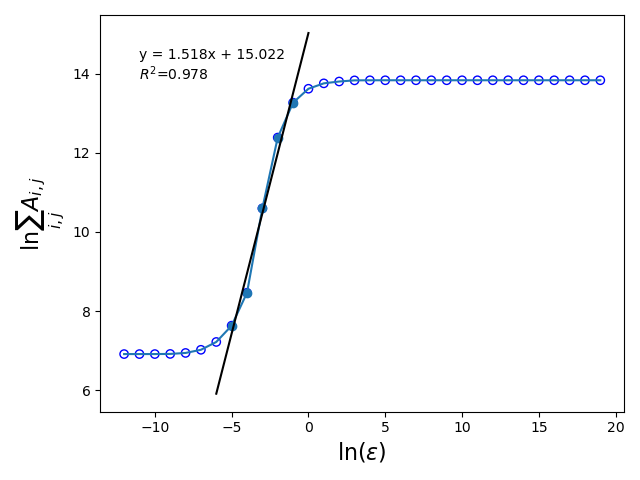 y = 1.518x + 15.022
R²=0.978
14
12
10
8
6
ln∑A_{i,j}
i,j
−10
−5
0
5
10
15
20
ln(ε)